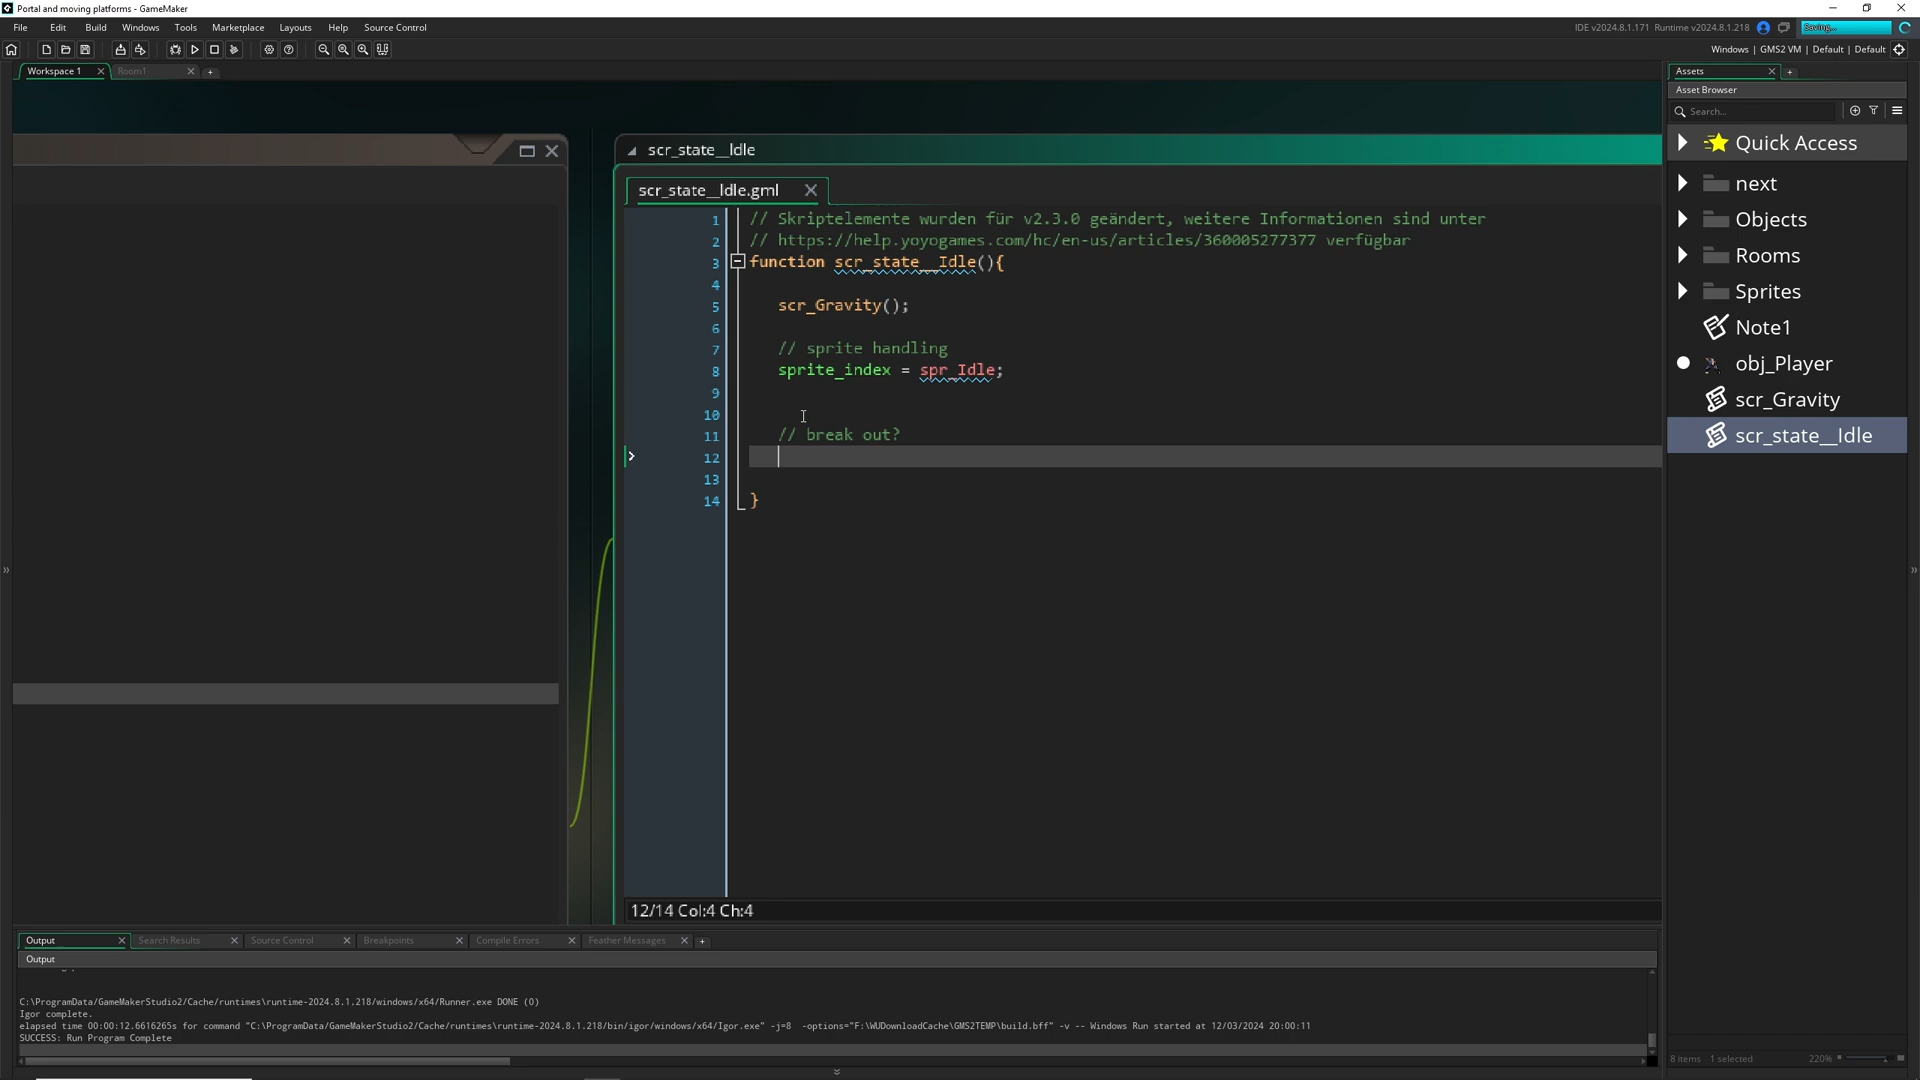 Portal and moving platforms - GameMaker
File Edit Build Windows Tools Marketplace Layouts Help Source Control
IDE v2024.8.1.171 Runtime v2024.8.1.218
Saving...
Windows | GMS2 VM | Default | Default
Workspace 1
Room1
Assets
Asset Browser
Search...
Quick Access
next
Objects
Rooms
Sprites
Note1
obj_Player
scr_Gravity
scr_state__Idle
8 items 1 selected
220%
scr_state__Idle
scr_state__Idle.gml
1 // Skriptelemente wurden für v2.3.0 geändert, weitere Informationen sind unter
2 // https://help.yoyogames.com/hc/en-us/articles/360005277377 verfügbar
3 function scr_state__Idle(){
4
5 scr_Gravity();
6
7 // sprite handling
8 sprite_index = spr_Idle;
9
10
11 // break out?
12
13
14 }
12/14 Col:4 Ch:4
Output Search Results Source Control Breakpoints Compile Errors Feather Messages
Output
C:\ProgramData/GameMakerStudio2/Cache/runtimes\runtime-2024.8.1.218/windows/x64/Runner.exe DONE (0)
Igor complete.
elapsed time 00:00:12.6616265s for command "C:\ProgramData/GameMakerStudio2/Cache/runtimes\runtime-2024.8.1.218/bin/igor/windows/x64/Igor.exe" -j=8 -options="F:\WUDownloadCache\GMS2TEMP\build.bff" -v -- Windows Run started at 12/03/2024 20:00:11
SUCCESS: Run Program Complete